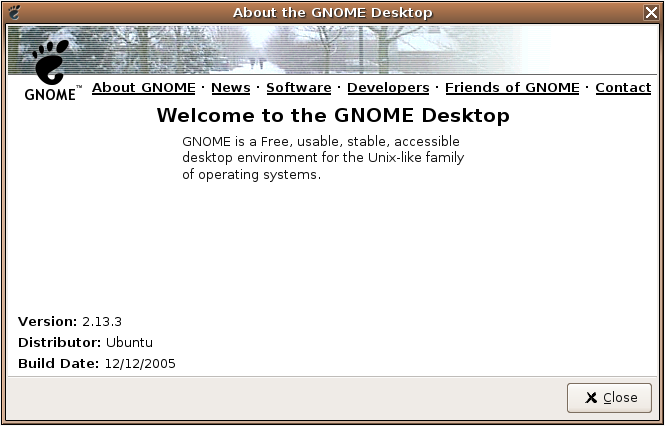 About the GNOME Desktop
GNOME™
About GNOME · News · Software · Developers · Friends of GNOME · Contact
Welcome to the GNOME Desktop
GNOME is a Free, usable, stable, accessible
desktop environment for the Unix-like family
of operating systems.
Version: 2.13.3
Distributor: Ubuntu
Build Date: 12/12/2005
Close